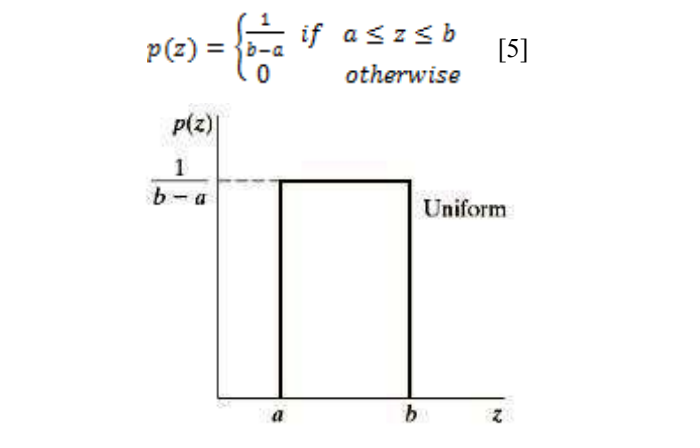 p(z) = { 1/(b−a) if a ≤ z ≤ b [5]
0 otherwise
p(z)
1
b − a
Uniform
a b z